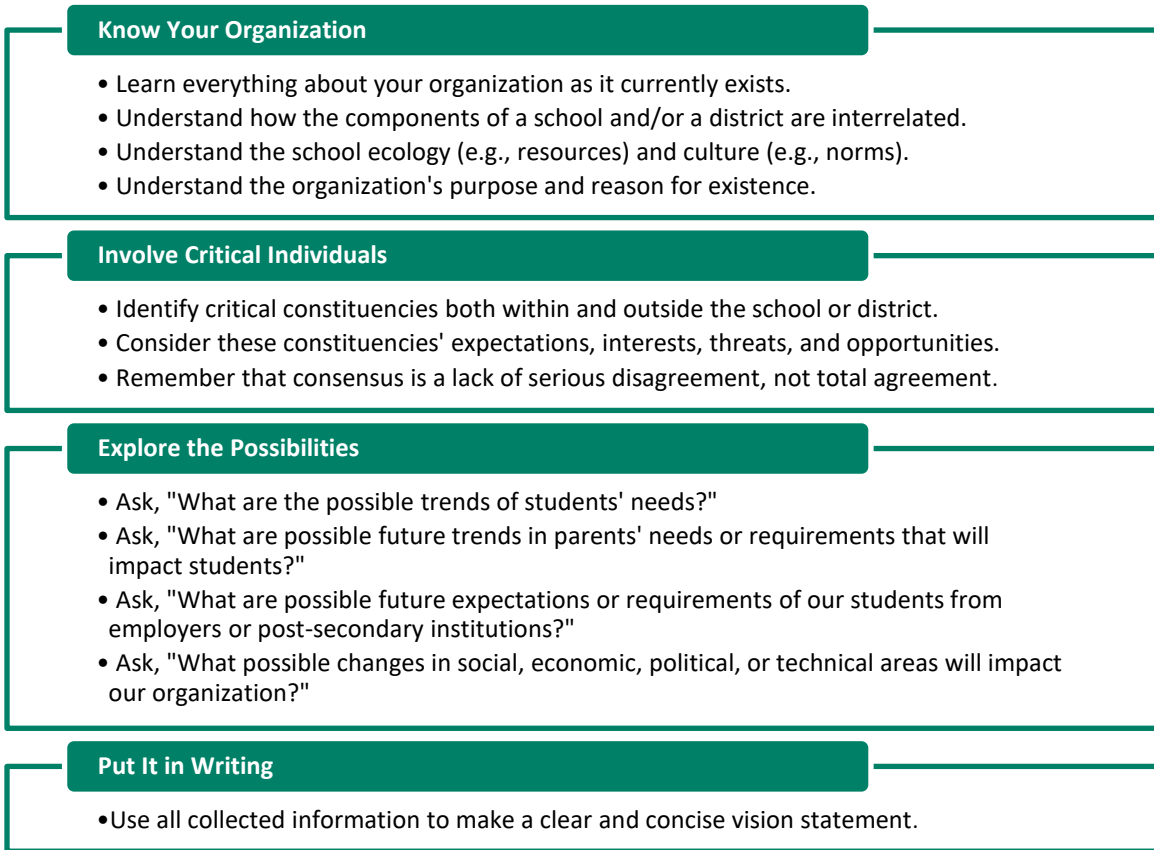 Know Your Organization
• Learn everything about your organization as it currently exists.
• Understand how the components of a school and/or a district are interrelated.
• Understand the school ecology (e.g., resources) and culture (e.g., norms).
• Understand the organization's purpose and reason for existence.
Involve Critical Individuals
• Identify critical constituencies both within and outside the school or district.
• Consider these constituencies' expectations, interests, threats, and opportunities.
• Remember that consensus is a lack of serious disagreement, not total agreement.
Explore the Possibilities
• Ask, "What are the possible trends of students' needs?"
• Ask, "What are possible future trends in parents' needs or requirements that will
impact students?"
• Ask, "What are possible future expectations or requirements of our students from
employers or post-secondary institutions?"
• Ask, "What possible changes in social, economic, political, or technical areas will impact
our organization?"
Put It in Writing
•Use all collected information to make a clear and concise vision statement.